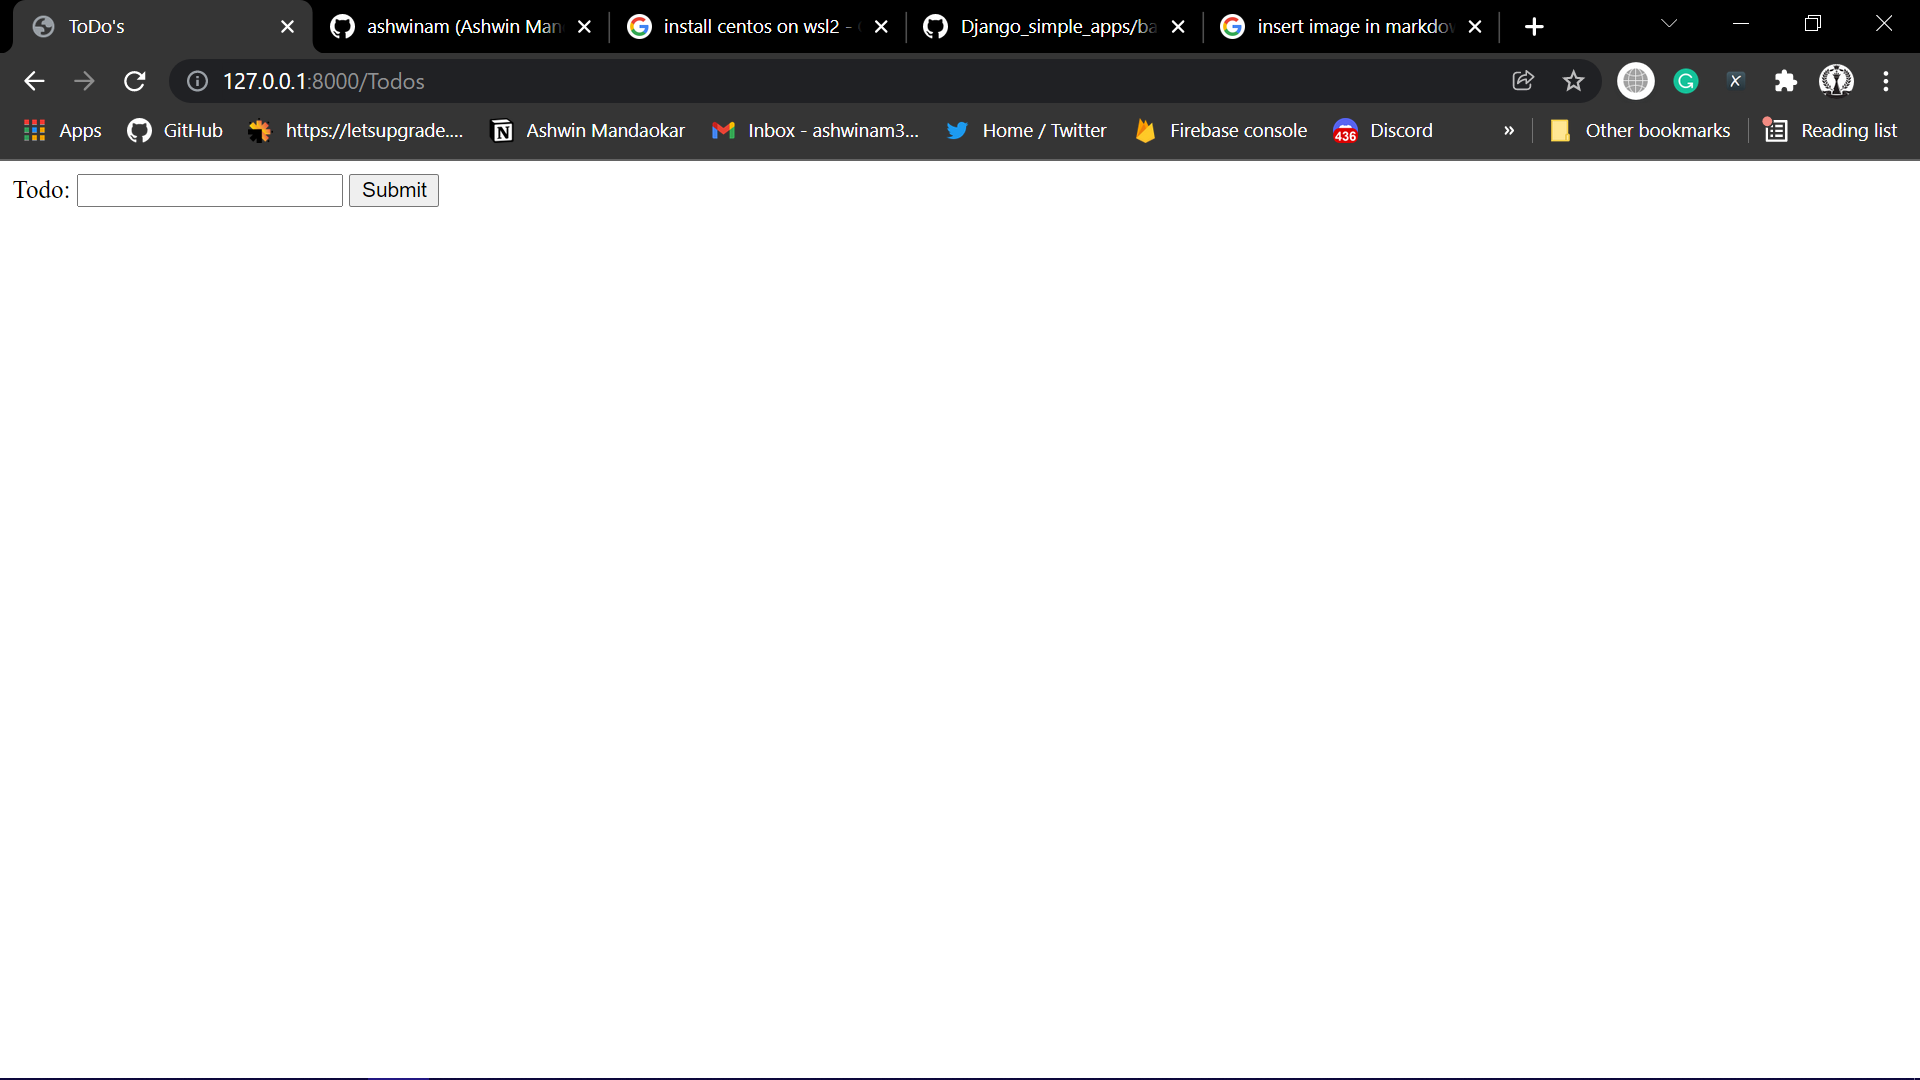 ToDo's ashwinam (Ashwin Man install centos on wsl2 - Django_simple_apps/ba insert image in markdo
127.0.0.1:8000/Todos
Apps GitHub https://letsupgrade.... Ashwin Mandaokar Inbox - ashwinam3... Home / Twitter Firebase console 436 Discord » Other bookmarks Reading list
Todo: Submit